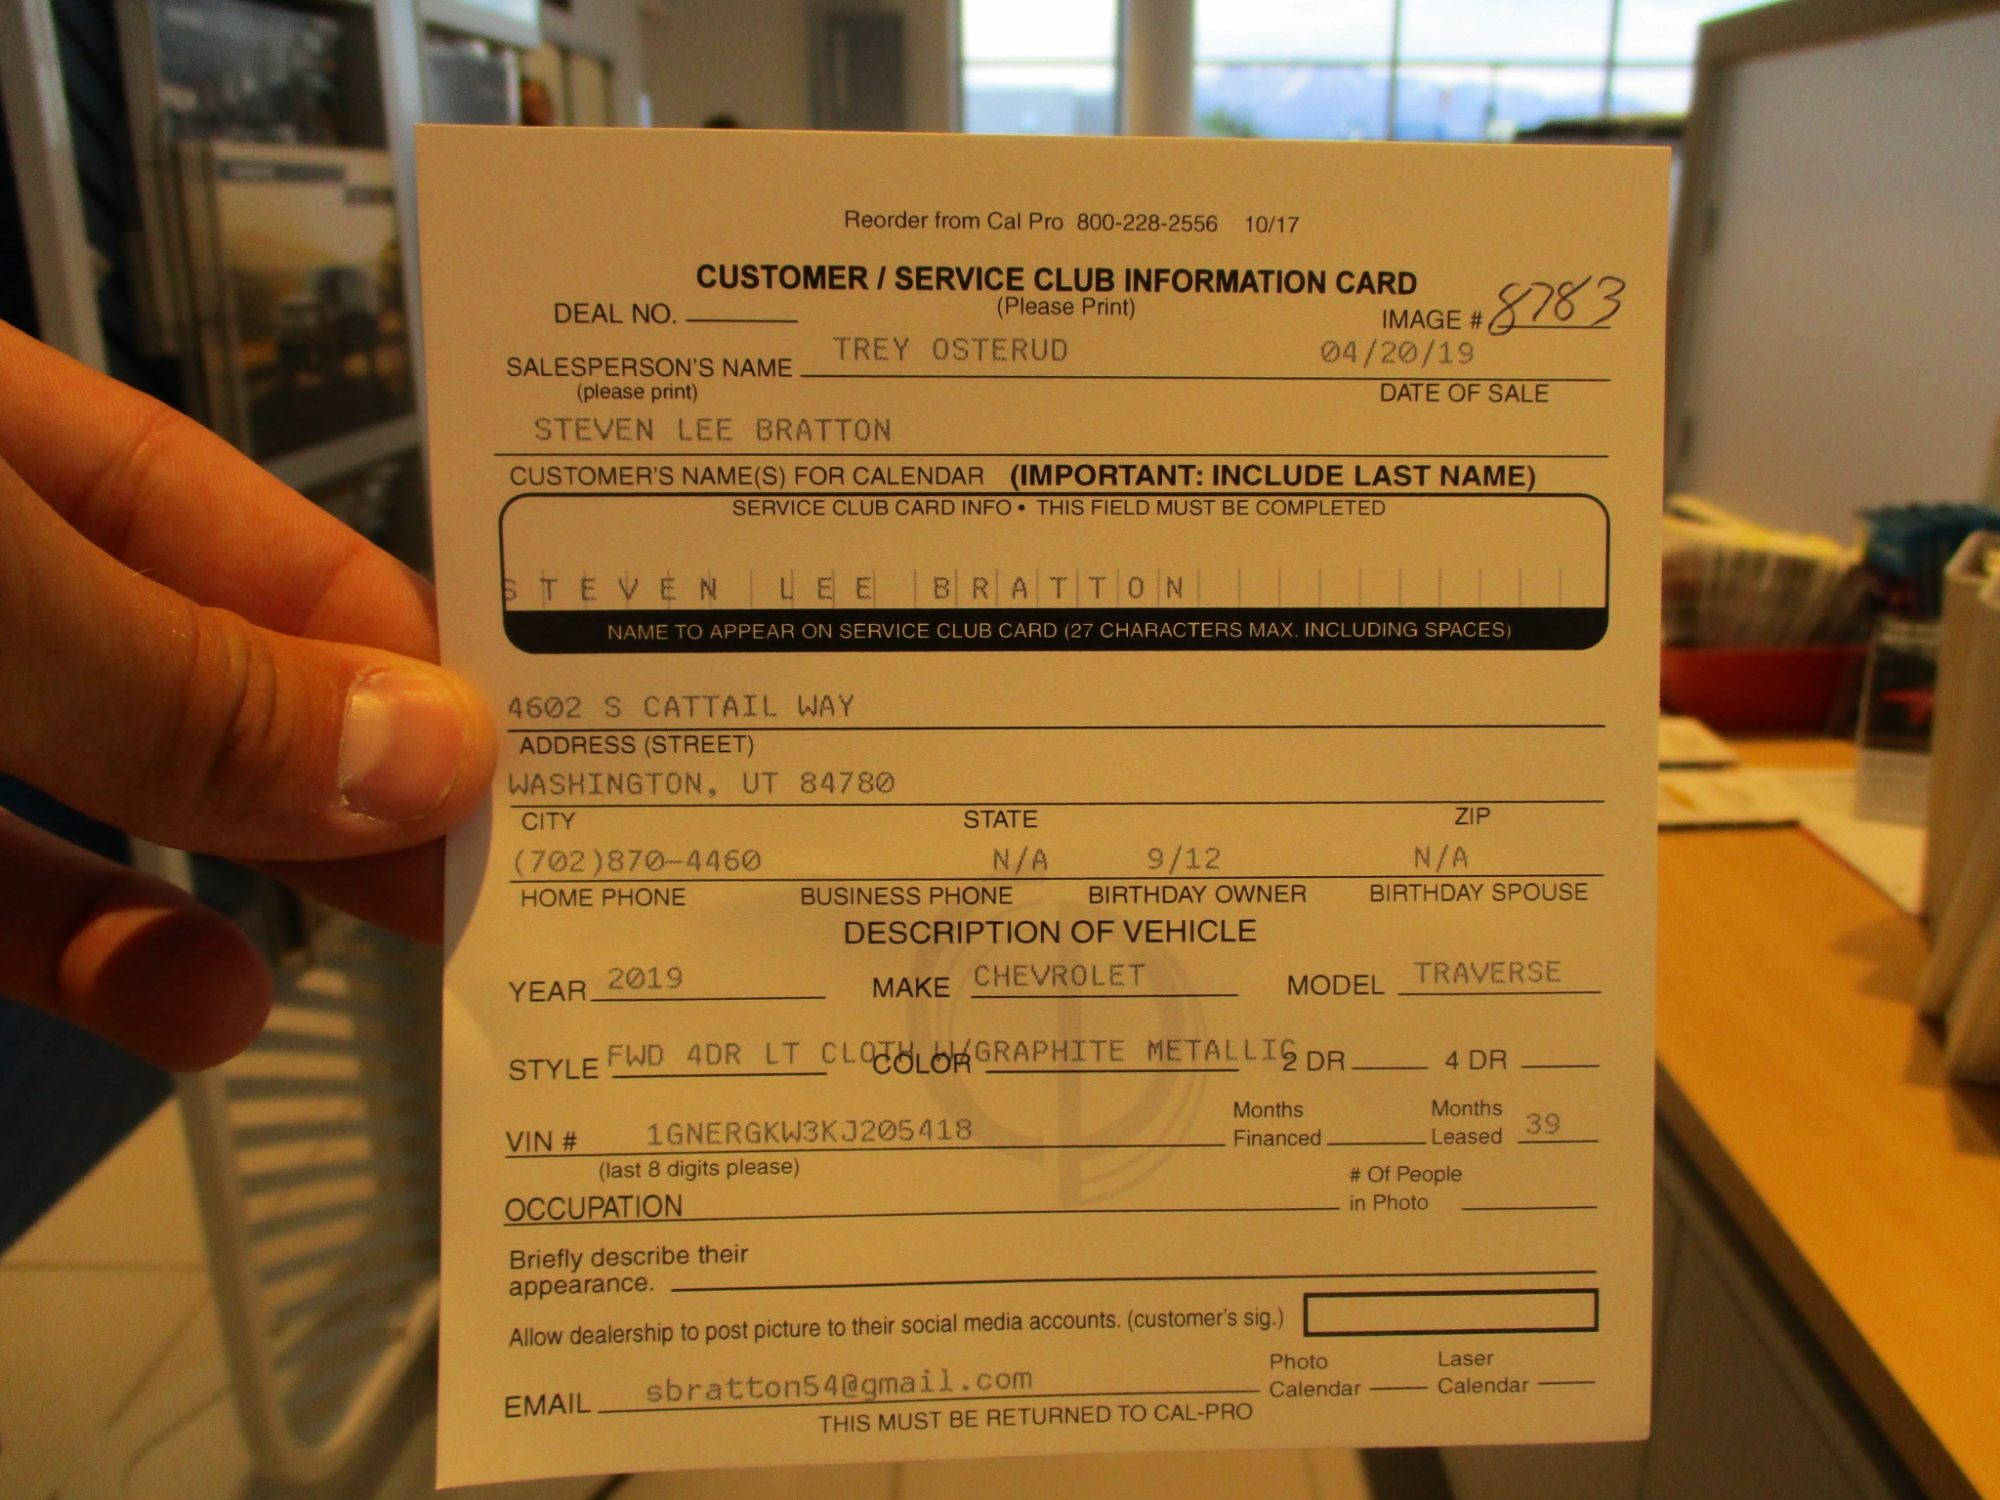 Reorder from Cal Pro 800-228-2556 10/17
CUSTOMER / SERVICE CLUB INFORMATION CARD
(Please Print)
DEAL NO. IMAGE # 8783
SALESPERSON'S NAME TREY OSTERUD 04/20/19
(please print) DATE OF SALE
STEVEN LEE BRATTON
CUSTOMER'S NAME(S) FOR CALENDAR (IMPORTANT: INCLUDE LAST NAME)
SERVICE CLUB CARD INFO • THIS FIELD MUST BE COMPLETED
STEVEN LEE BRATTON
NAME TO APPEAR ON SERVICE CLUB CARD (27 CHARACTERS MAX. INCLUDING SPACES)
4602 S CATTAIL WAY
ADDRESS (STREET)
WASHINGTON, UT 84780
CITY STATE ZIP
(702)870-4460 N/A 9/12 N/A
HOME PHONE BUSINESS PHONE BIRTHDAY OWNER BIRTHDAY SPOUSE
DESCRIPTION OF VEHICLE
YEAR 2019 MAKE CHEVROLET MODEL TRAVERSE
STYLE FWD 4DR LT CLOTH W/GRAPHITE METALLIC COLOR 2 DR 4 DR
VIN # 1GNERGKW3KJ205418 Months Financed Months Leased 39
(last 8 digits please)
OCCUPATION # Of People in Photo
Briefly describe their
appearance.
Allow dealership to post picture to their social media accounts. (customer's sig.)
EMAIL sbratton54@gmail.com Photo Calendar Laser Calendar
THIS MUST BE RETURNED TO CAL-PRO